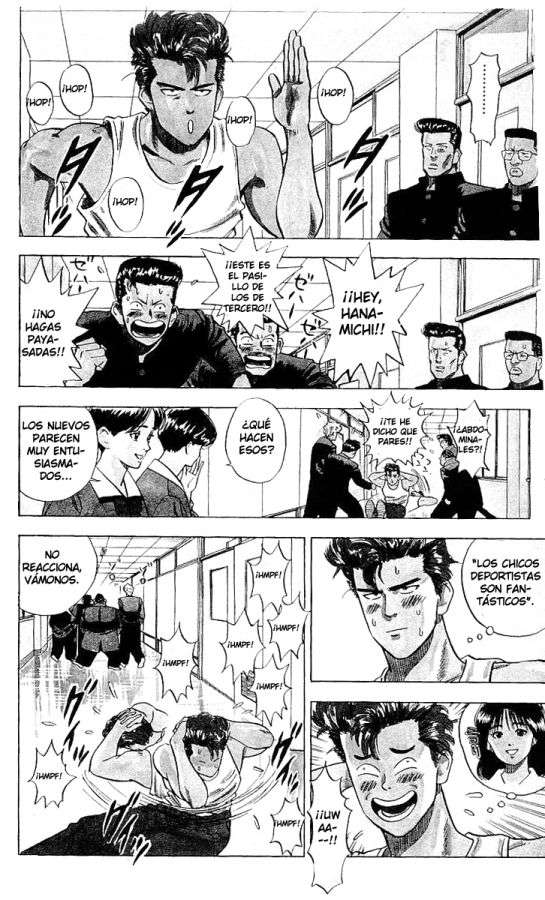 ¡HOP!
¡HOP!
¡HOP!
¡HOP!
¡HOP!
........
¡¡NO
HAGAS
PAYA-
SADAS!!
¡¡ESTE ES
EL PASI-
LLO DE
LOS DE
TERCERO!!
¡¡HEY,
HANA-
MICHI!!
LOS NUEVOS
PARECEN
MUY ENTU-
SIASMA-
DOS...
¿QUÉ
HACEN
ESOS?
¡¡TE HE
DICHO QUE
PARES!!
¡¿ABDO-
MINA-
LES?!
NO
REACCIONA,
VÁMONOS.
¡HMPF!
¡HMPF!
¡HMPF!
¡HMPF!
¡HMPF!
¡HMPF!
¡HMPF!
"LOS CHICOS
DEPORTISTAS
SON FAN-
TÁSTICOS".
¡¡UW
AA-
--!!